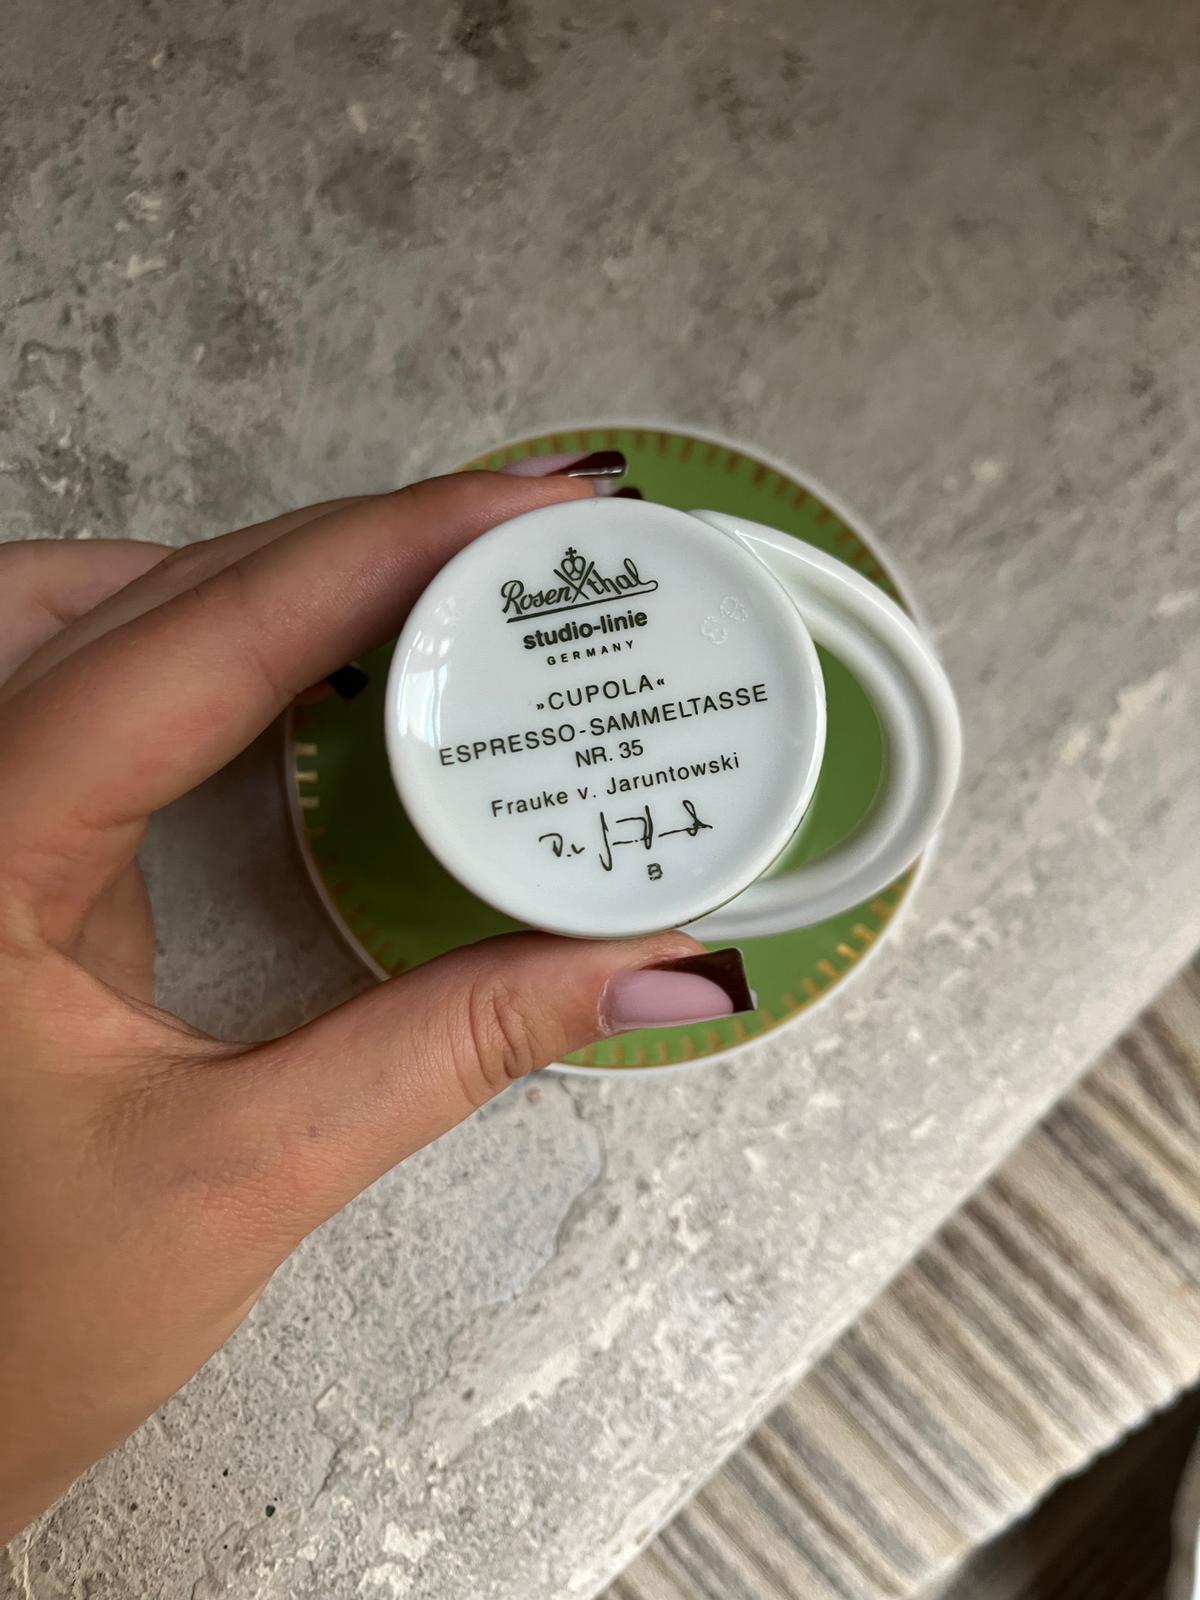 Rosenthal
studio-linie
GERMANY
»CUPOLA«
ESPRESSO-SAMMELTASSE
NR. 35
Frauke v. Jaruntowski
B